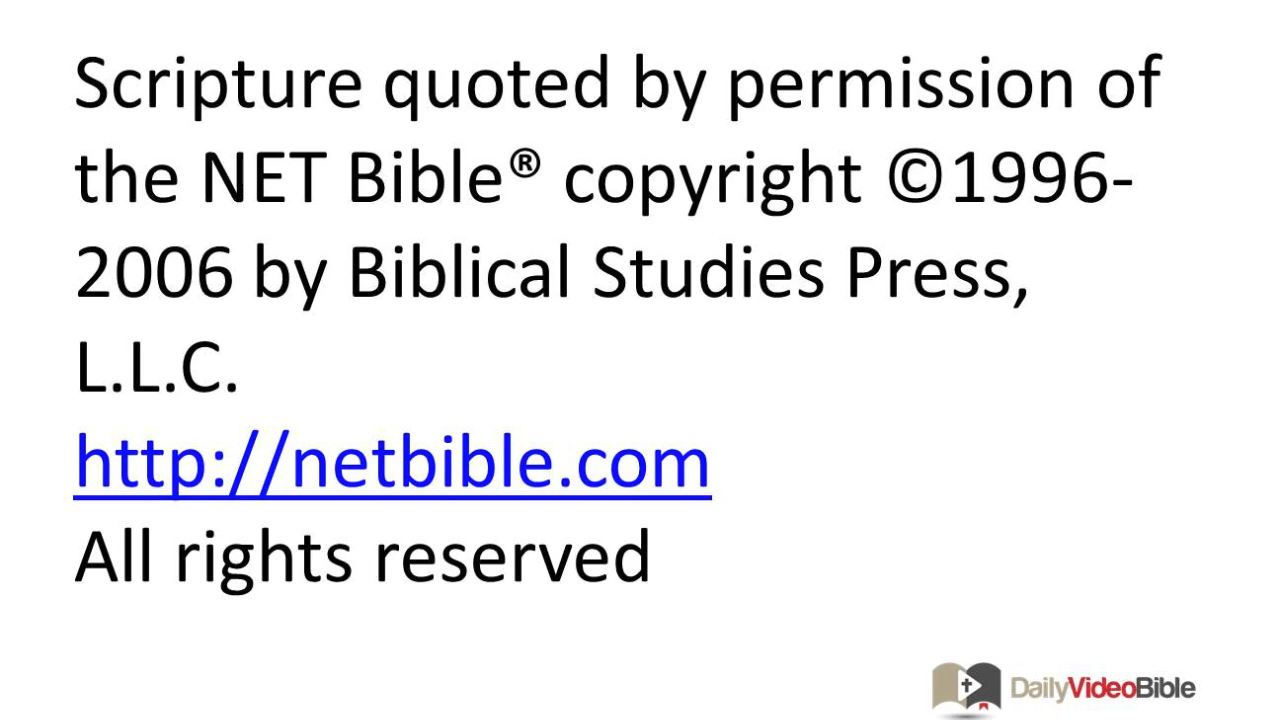 Scripture quoted by permission of
the NET Bible® copyright ©1996-
2006 by Biblical Studies Press,
L.L.C.
http://netbible.com
All rights reserved
DailyVideoBible